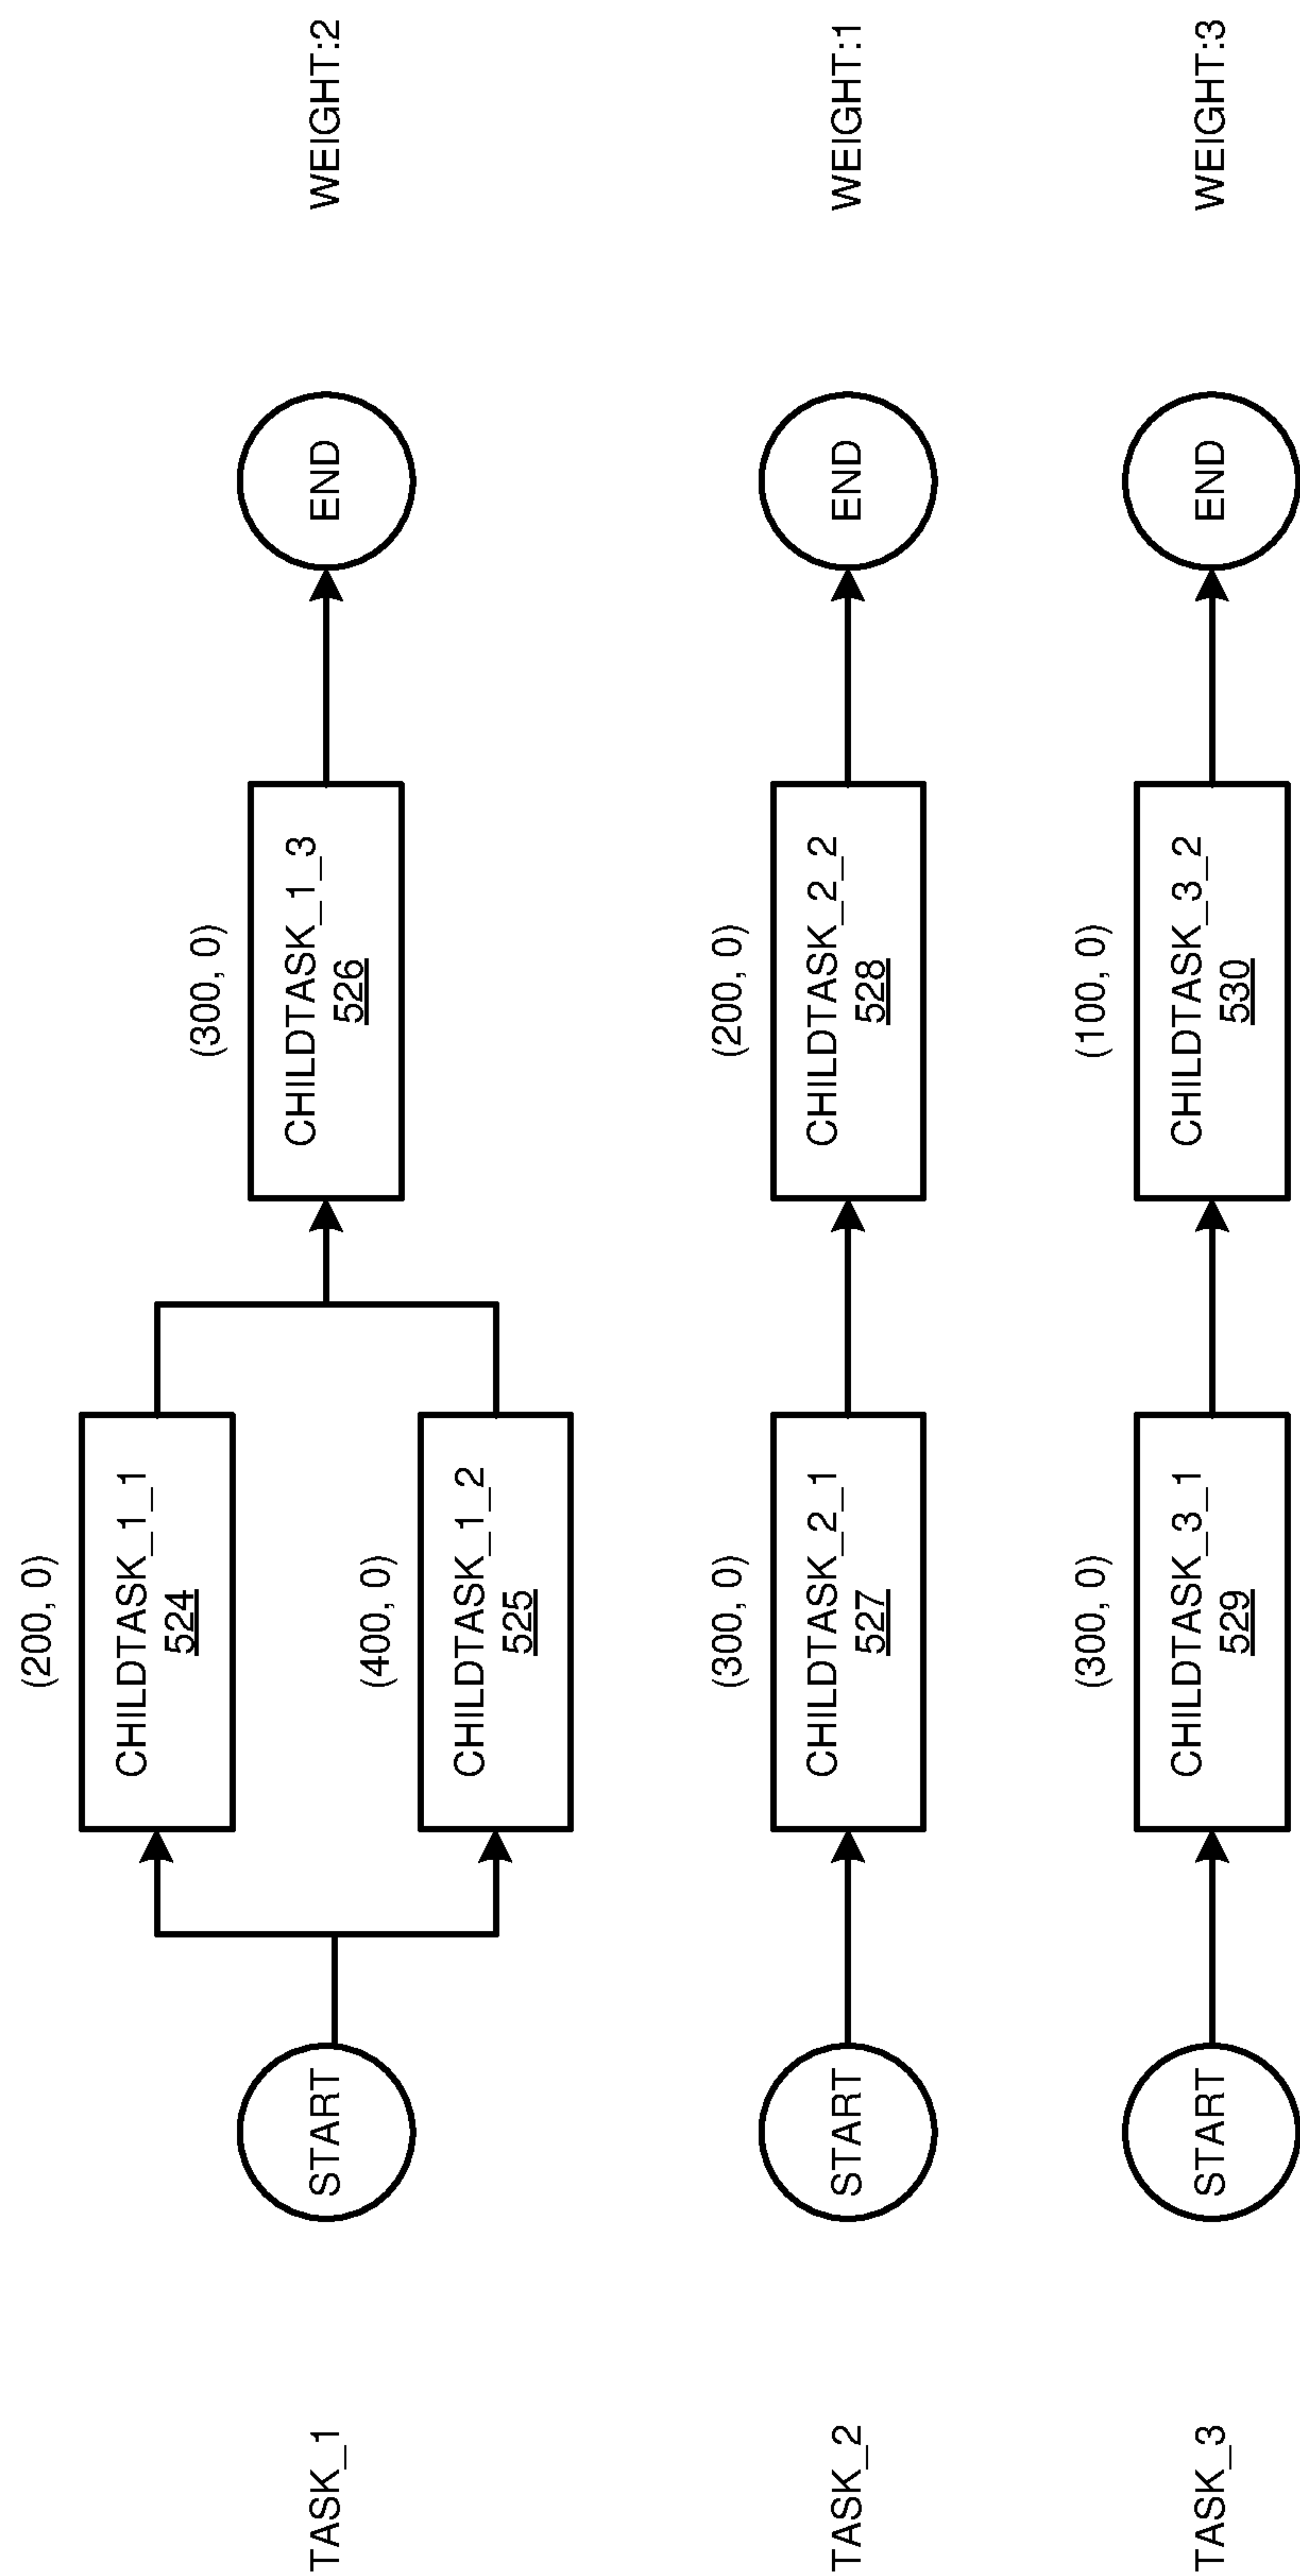 TASK_1
START
(200, 0)
CHILDTASK_1_1
524
(400, 0)
CHILDTASK_1_2
525
(300, 0)
CHILDTASK_1_3
526
END
WEIGHT:2
TASK_2
START
(300, 0)
CHILDTASK_2_1
527
(200, 0)
CHILDTASK_2_2
528
END
WEIGHT:1
TASK_3
START
(300, 0)
CHILDTASK_3_1
529
(100, 0)
CHILDTASK_3_2
530
END
WEIGHT:3